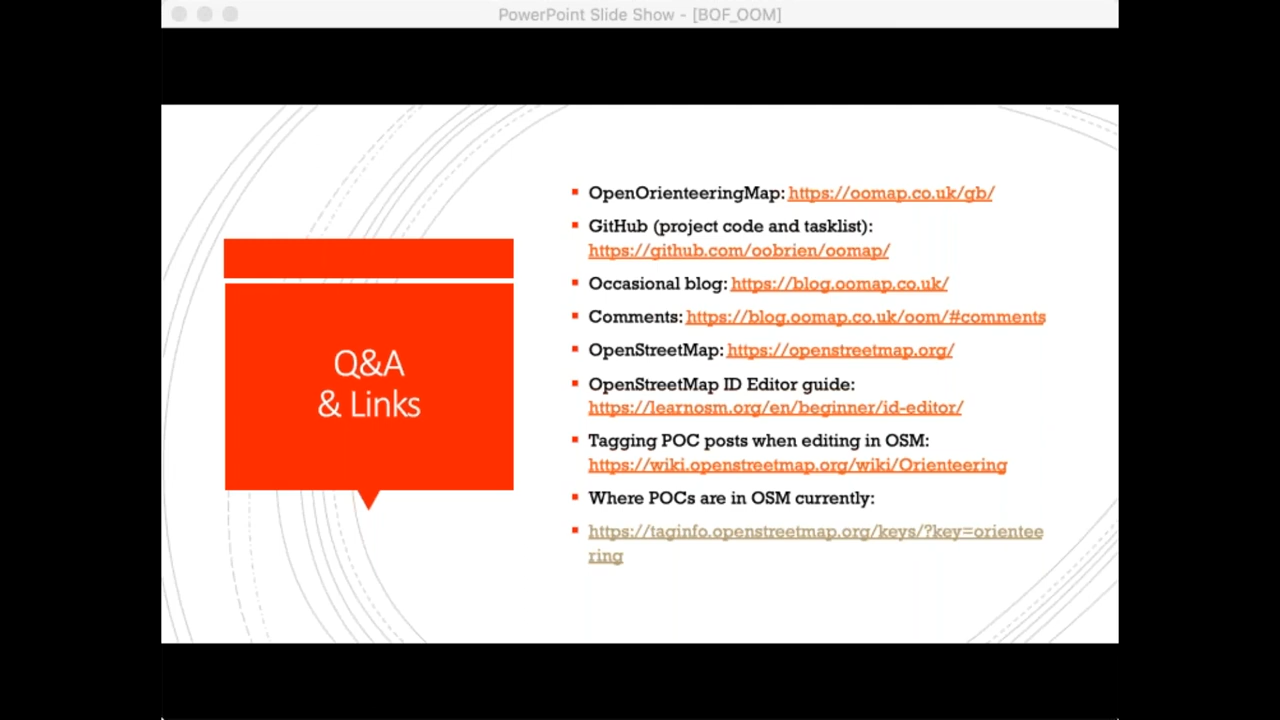 PowerPoint Slide Show - [BOF_OOM]
Q&A
& Links
OpenOrienteeringMap: https://oomap.co.uk/gb/
GitHub (project code and tasklist):
https://github.com/oobrien/oomap/
Occasional blog: https://blog.oomap.co.uk/
Comments: https://blog.oomap.co.uk/oom/#comments
OpenStreetMap: https://openstreetmap.org/
OpenStreetMap ID Editor guide:
https://learnosm.org/en/beginner/id-editor/
Tagging POC posts when editing in OSM:
https://wiki.openstreetmap.org/wiki/Orienteering
Where POCs are in OSM currently:
https://taginfo.openstreetmap.org/keys/?key=orientee
ring